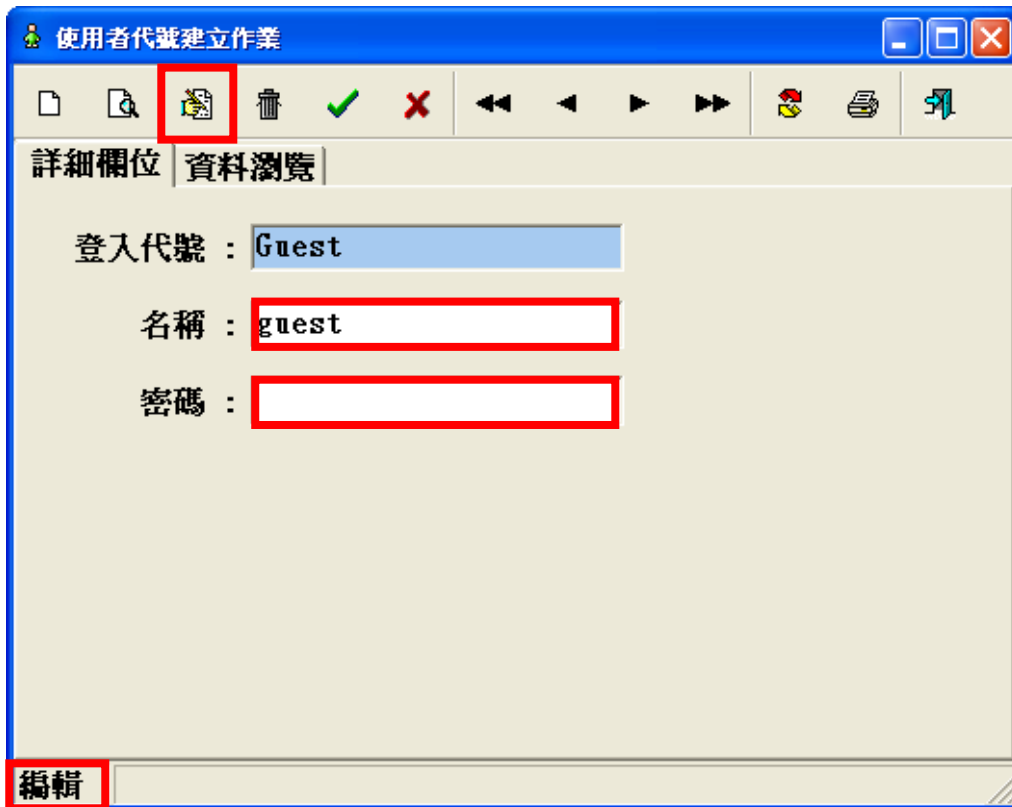 使用者代號建立作業
詳細欄位 資料瀏覽
登入代號 : Guest
名稱 : guest
密碼 :
編輯